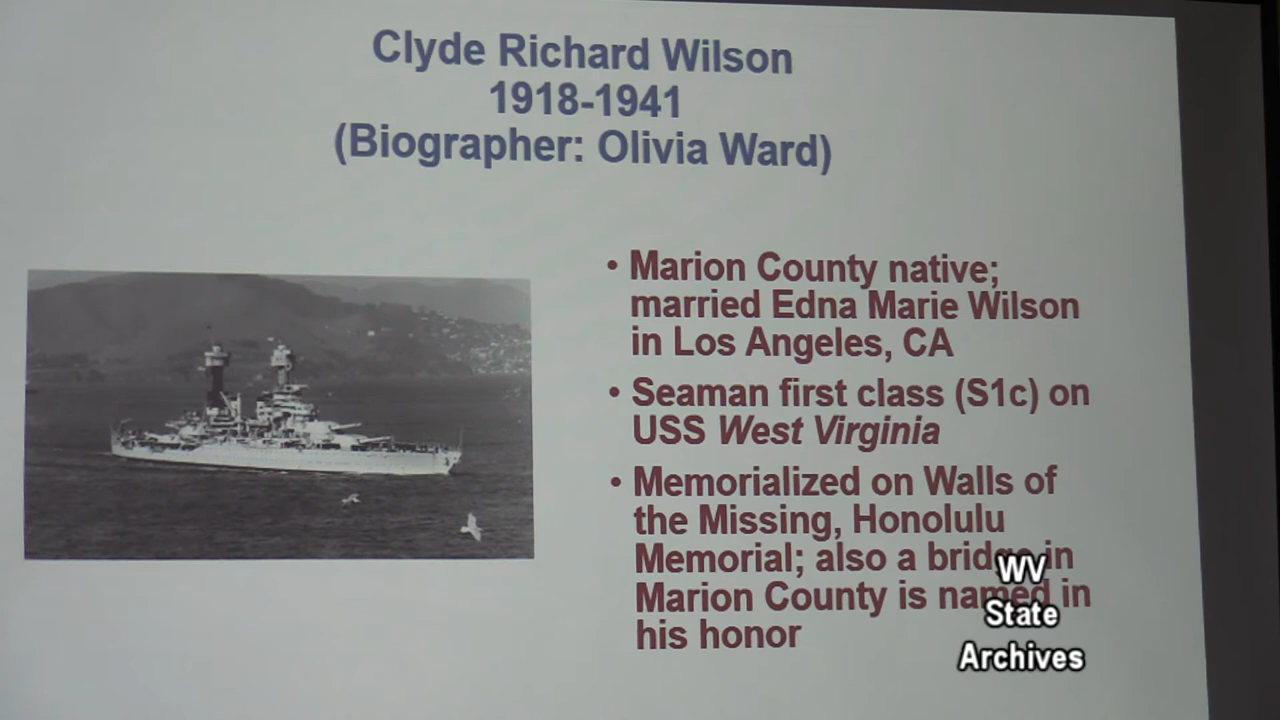 Clyde Richard Wilson
1918-1941
(Biographer: Olivia Ward)
• Marion County native;
married Edna Marie Wilson
in Los Angeles, CA
• Seaman first class (S1c) on
USS West Virginia
• Memorialized on Walls of
the Missing, Honolulu
Memorial; also a bridge in
Marion County is named in
his honor
WV
State
Archives